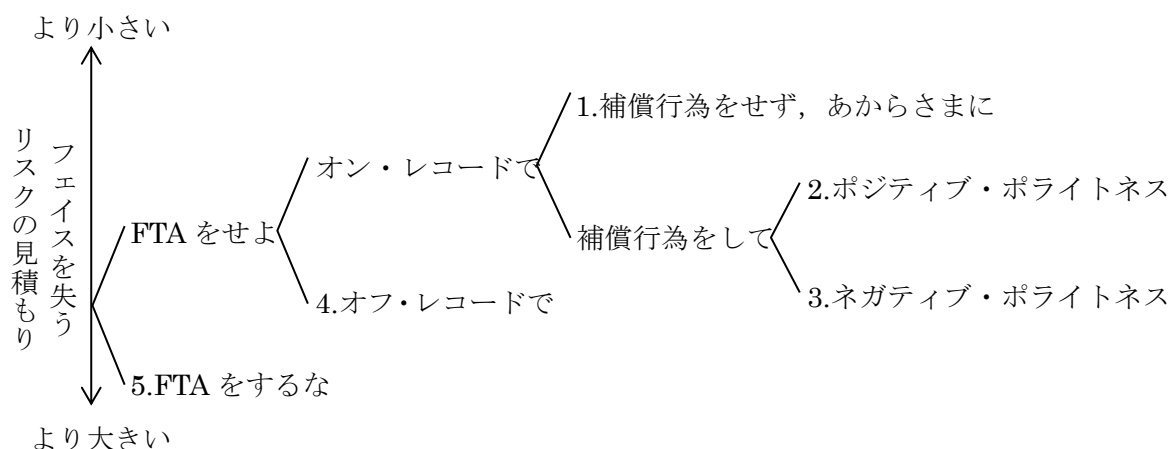 より小さい
フェイスを失う
リスクの見積もり
1.補償行為をせず，あからさまに
オン・レコードで
2.ポジティブ・ポライトネス
FTA をせよ
補償行為をして
3.ネガティブ・ポライトネス
4.オフ・レコードで
5.FTA をするな
より大きい